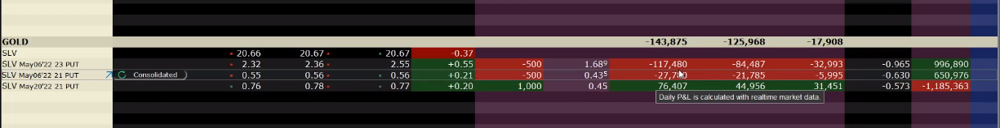 GOLD -143,875 -125,968 -17,908
SLV 20.66 20.67 20.67 -0.37
SLV May06'22 23 PUT 2.32 2.36 2.55 +0.55 -500 1.68⁹ -117,480 -84,487 -32,993 -0.965 996,890
SLV May06'22 21 PUT Consolidated 0.55 0.56 0.56 +0.21 -500 0.43⁵ -27,780 -21,785 -5,995 -0.630 650,976
SLV May20'22 21 PUT 0.76 0.78 0.77 +0.20 1,000 0.45 76,407 44,956 31,451 -0.573 -1,185,363
Daily P&L is calculated with realtime market data.